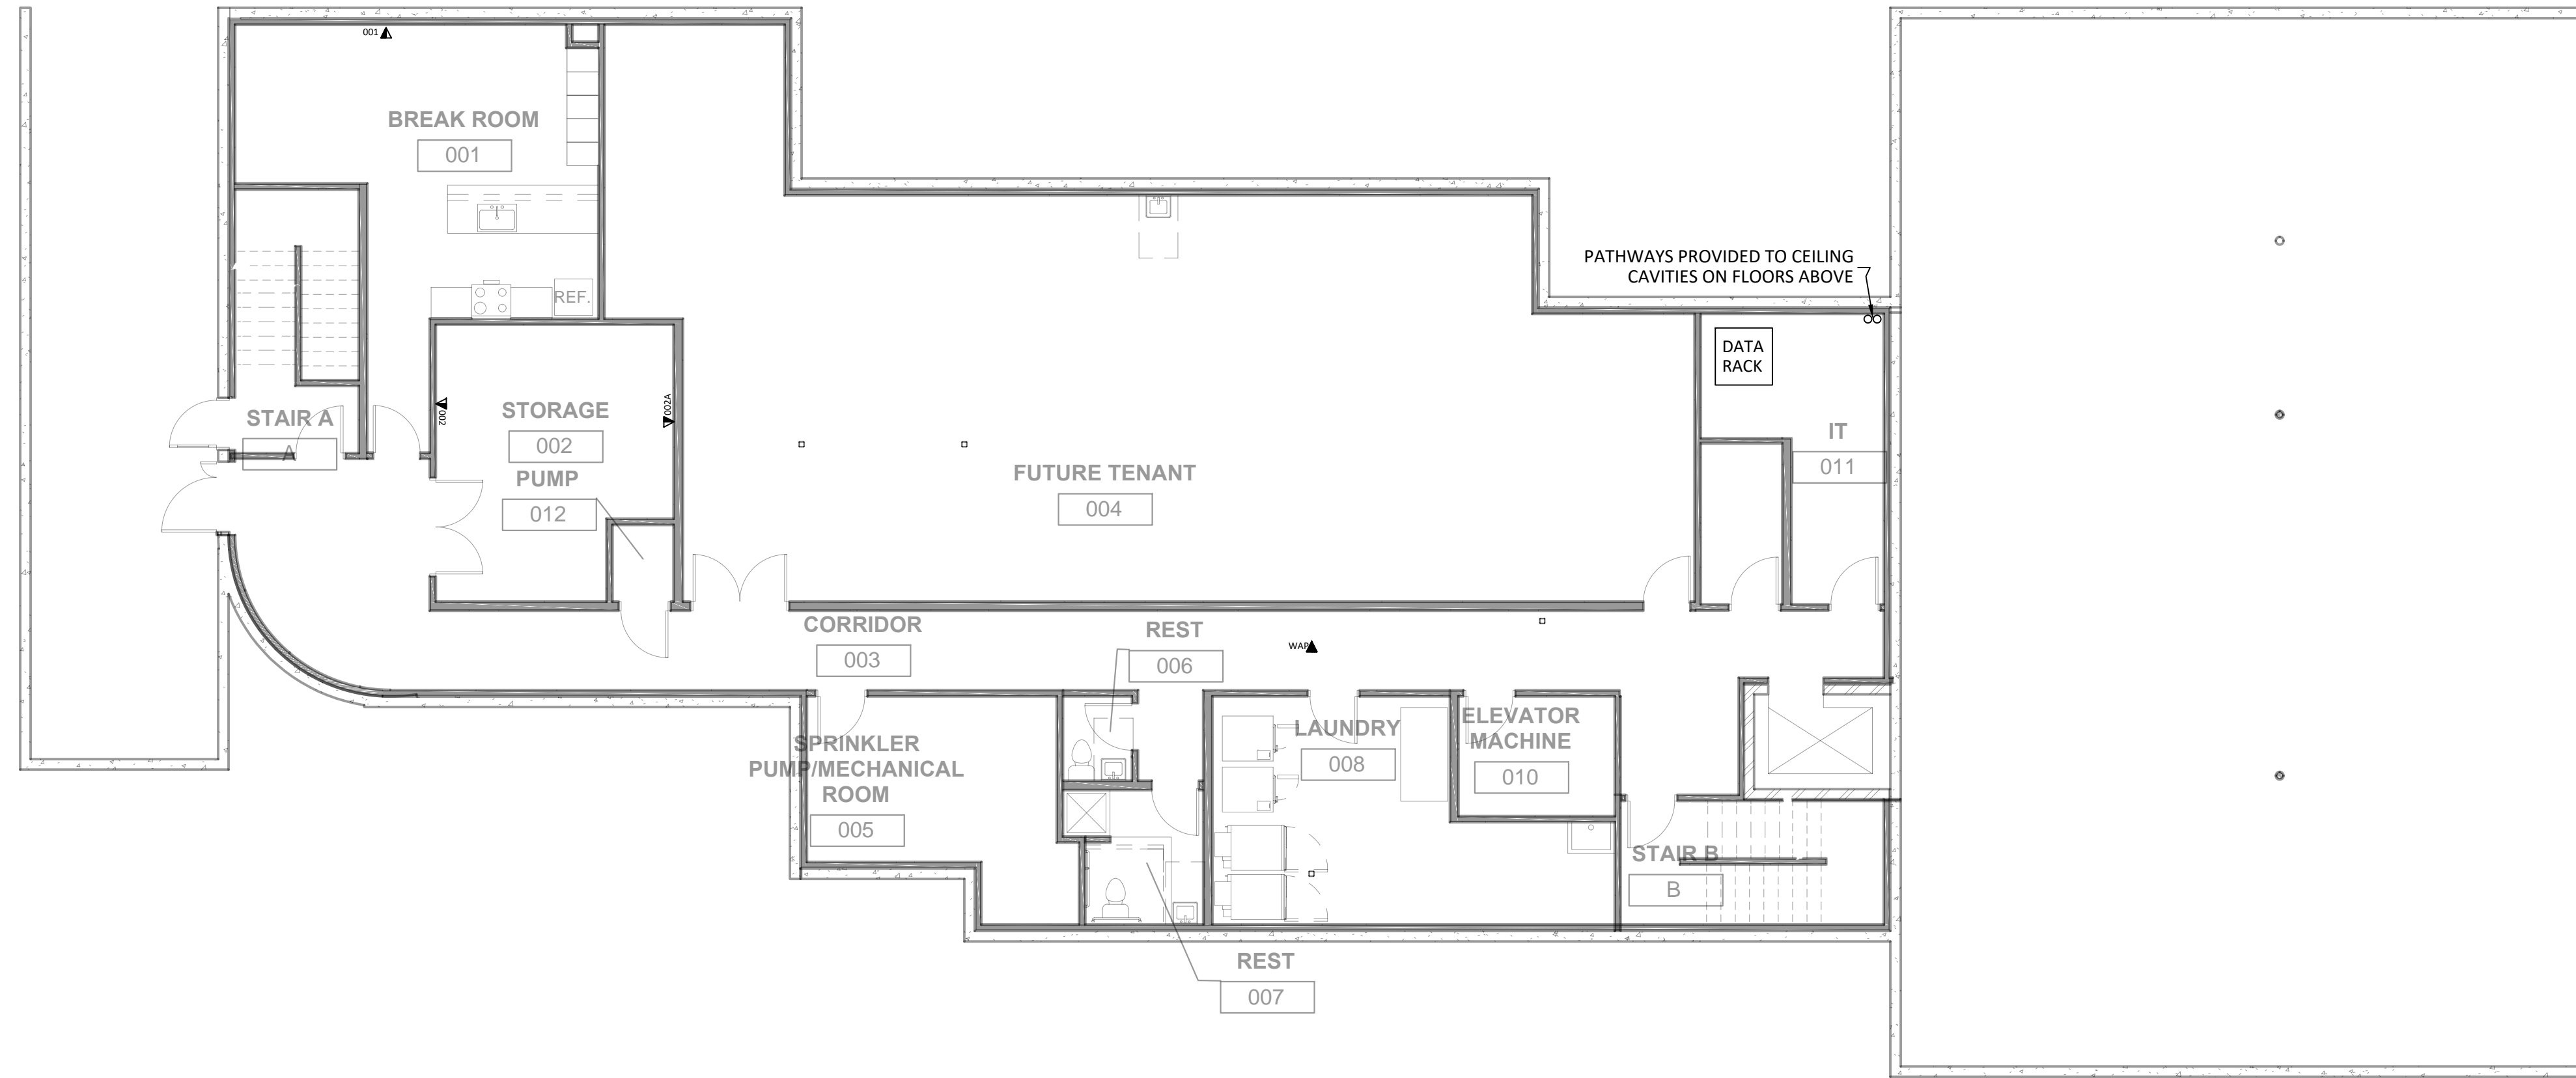 001
BREAK ROOM
001
REF.
STAIR A
A
002
002A
STORAGE
002
PUMP
012
FUTURE TENANT
004
PATHWAYS PROVIDED TO CEILING
CAVITIES ON FLOORS ABOVE
DATA
RACK
IT
011
CORRIDOR
003
REST
006
WAP
SPRINKLER
PUMP/MECHANICAL
ROOM
005
LAUNDRY
008
ELEVATOR
MACHINE
010
STAIR B
B
REST
007